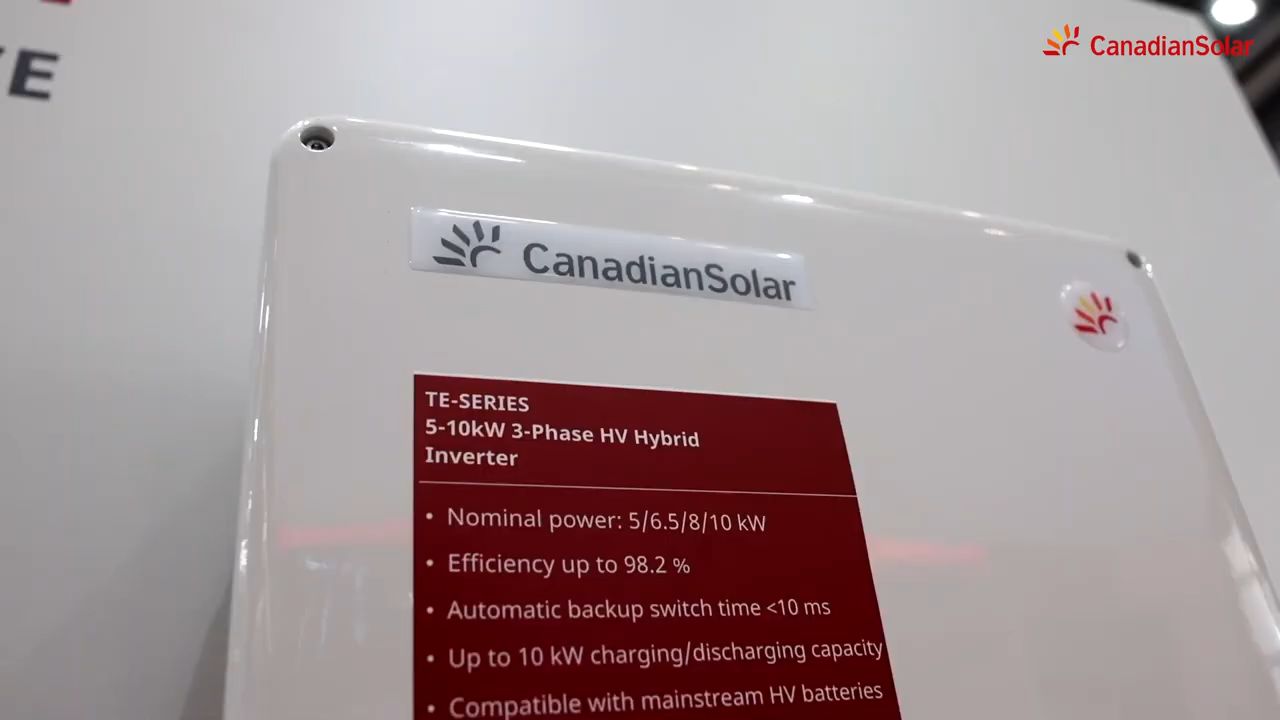 CanadianSolar
CanadianSolar
TE-SERIES
5-10kW 3-Phase HV Hybrid
Inverter
• Nominal power: 5/6.5/8/10 kW
• Efficiency up to 98.2 %
• Automatic backup switch time <10 ms
• Up to 10 kW charging/discharging capacity
• Compatible with mainstream HV batteries